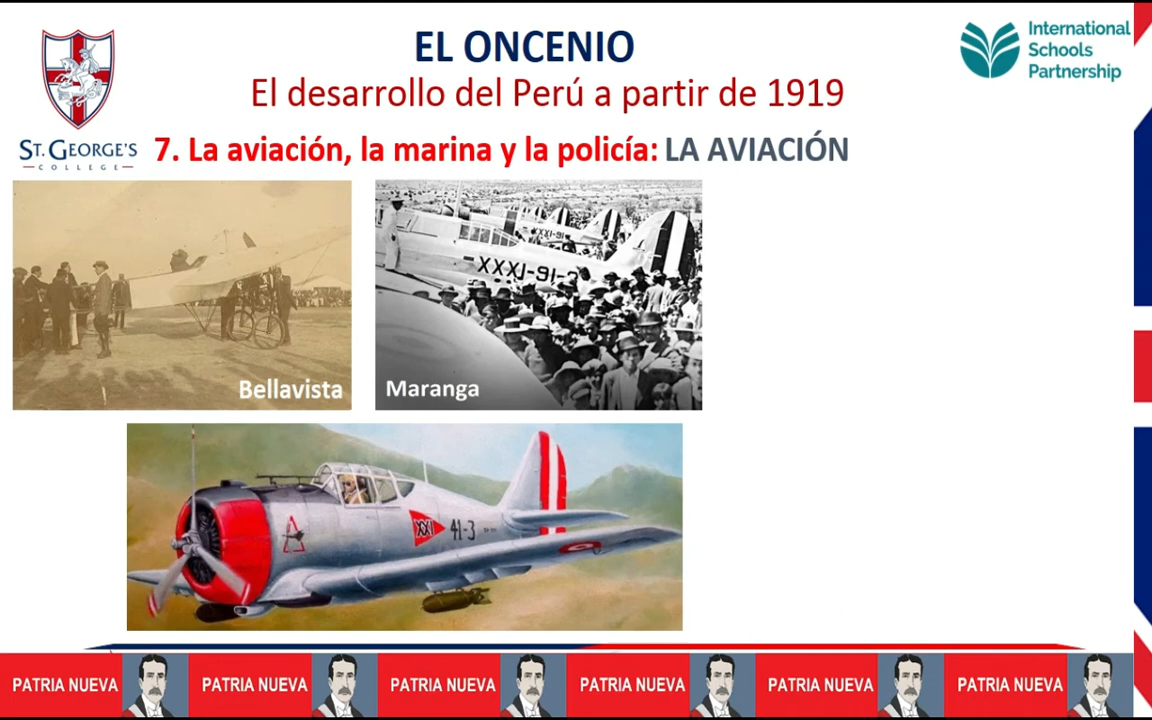 EL ONCENIO
El desarrollo del Perú a partir de 1919
7. La aviación, la marina y la policía: LA AVIACIÓN
ST. GEORGE'S
COLLEGE
International
Schools
Partnership
Bellavista
XXXI-91-
XXXI-91
Maranga
XXI 41-3
PATRIA NUEVA PATRIA NUEVA PATRIA NUEVA PATRIA NUEVA PATRIA NUEVA PATRIA NUEVA